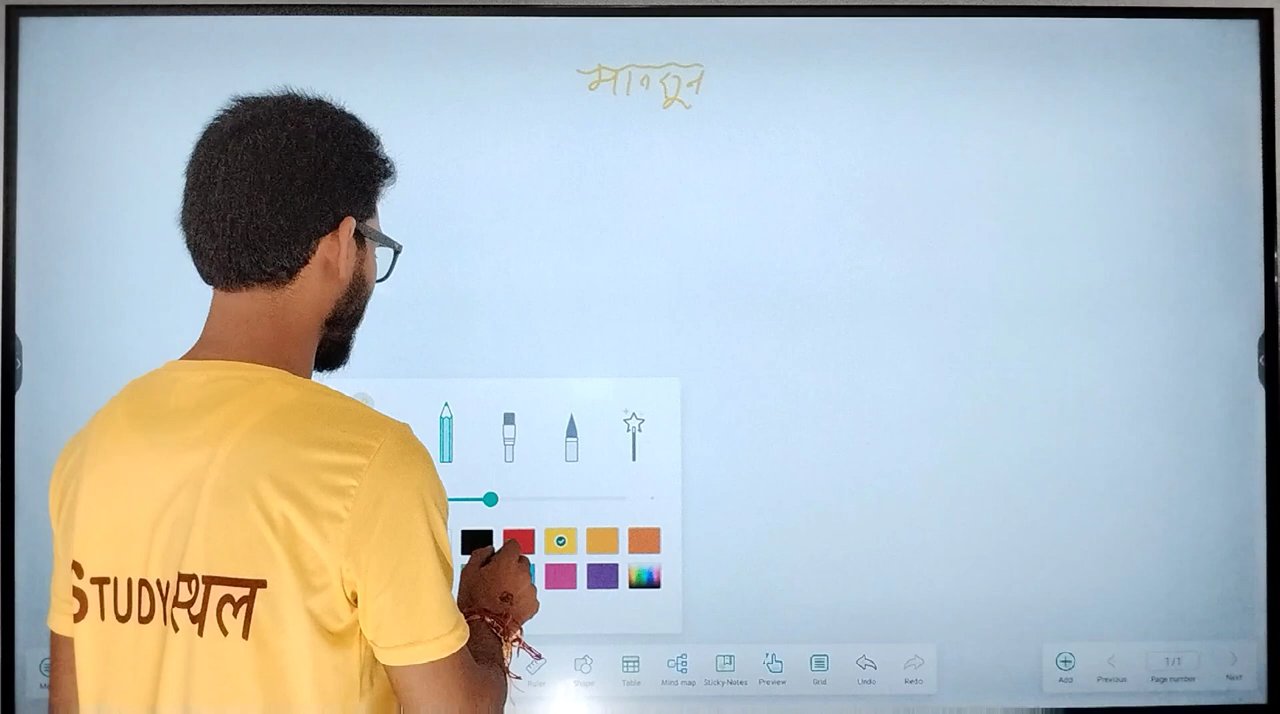 मानसून
STUDYस्थल
Ruler
Shape
Table
Mind map
Sticky-Notes
Preview
Grid
Undo
Redo
Add
Previous
1/1
Page number
Next